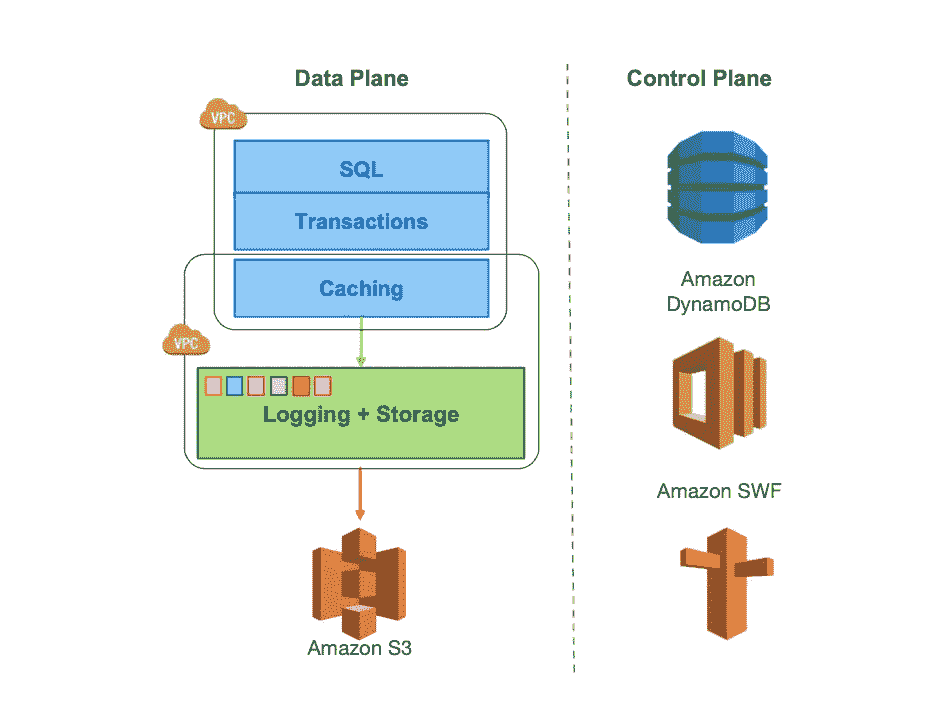 Data Plane
Control Plane
VPC
SQL
Transactions
Caching
VPC
Logging + Storage
Amazon
DynamoDB
Amazon SWF
Amazon S3